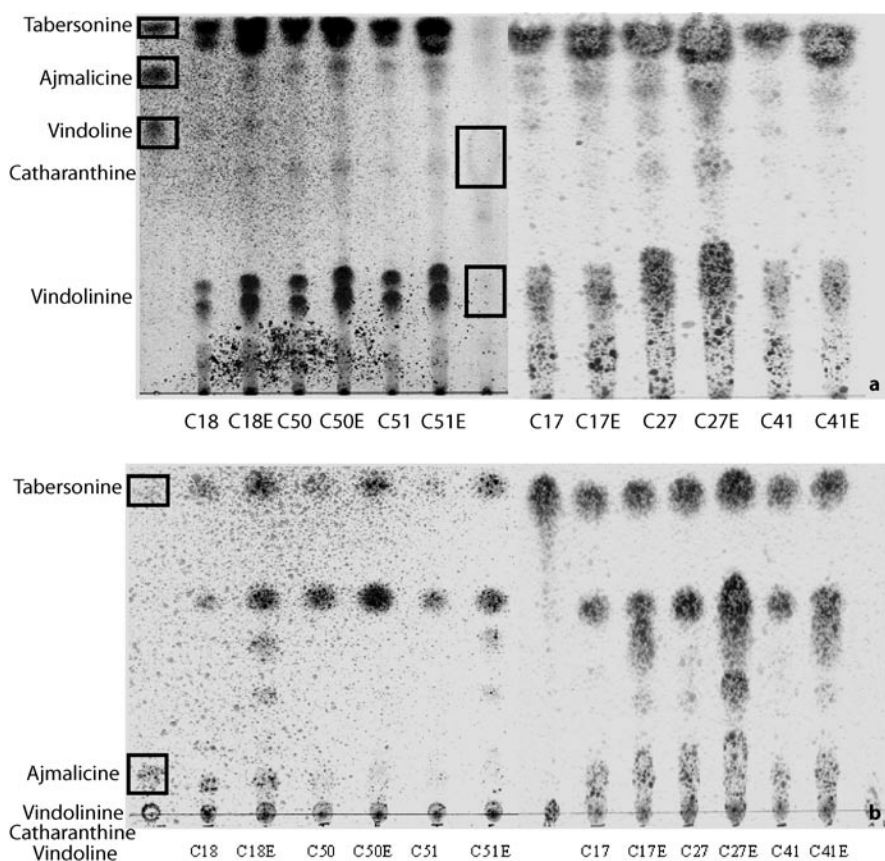 Tabersonine
Ajmalicine
Vindoline
Catharanthine
Vindolinine
a
C18 C18E C50 C50E C51 C51E C17 C17E C27 C27E C41 C41E
Tabersonine
Ajmalicine
Vindolinine
b
Catharanthine
Vindoline
C18 C18E C50 C50E C51 C51E C17 C17E C27 C27E C41 C41E